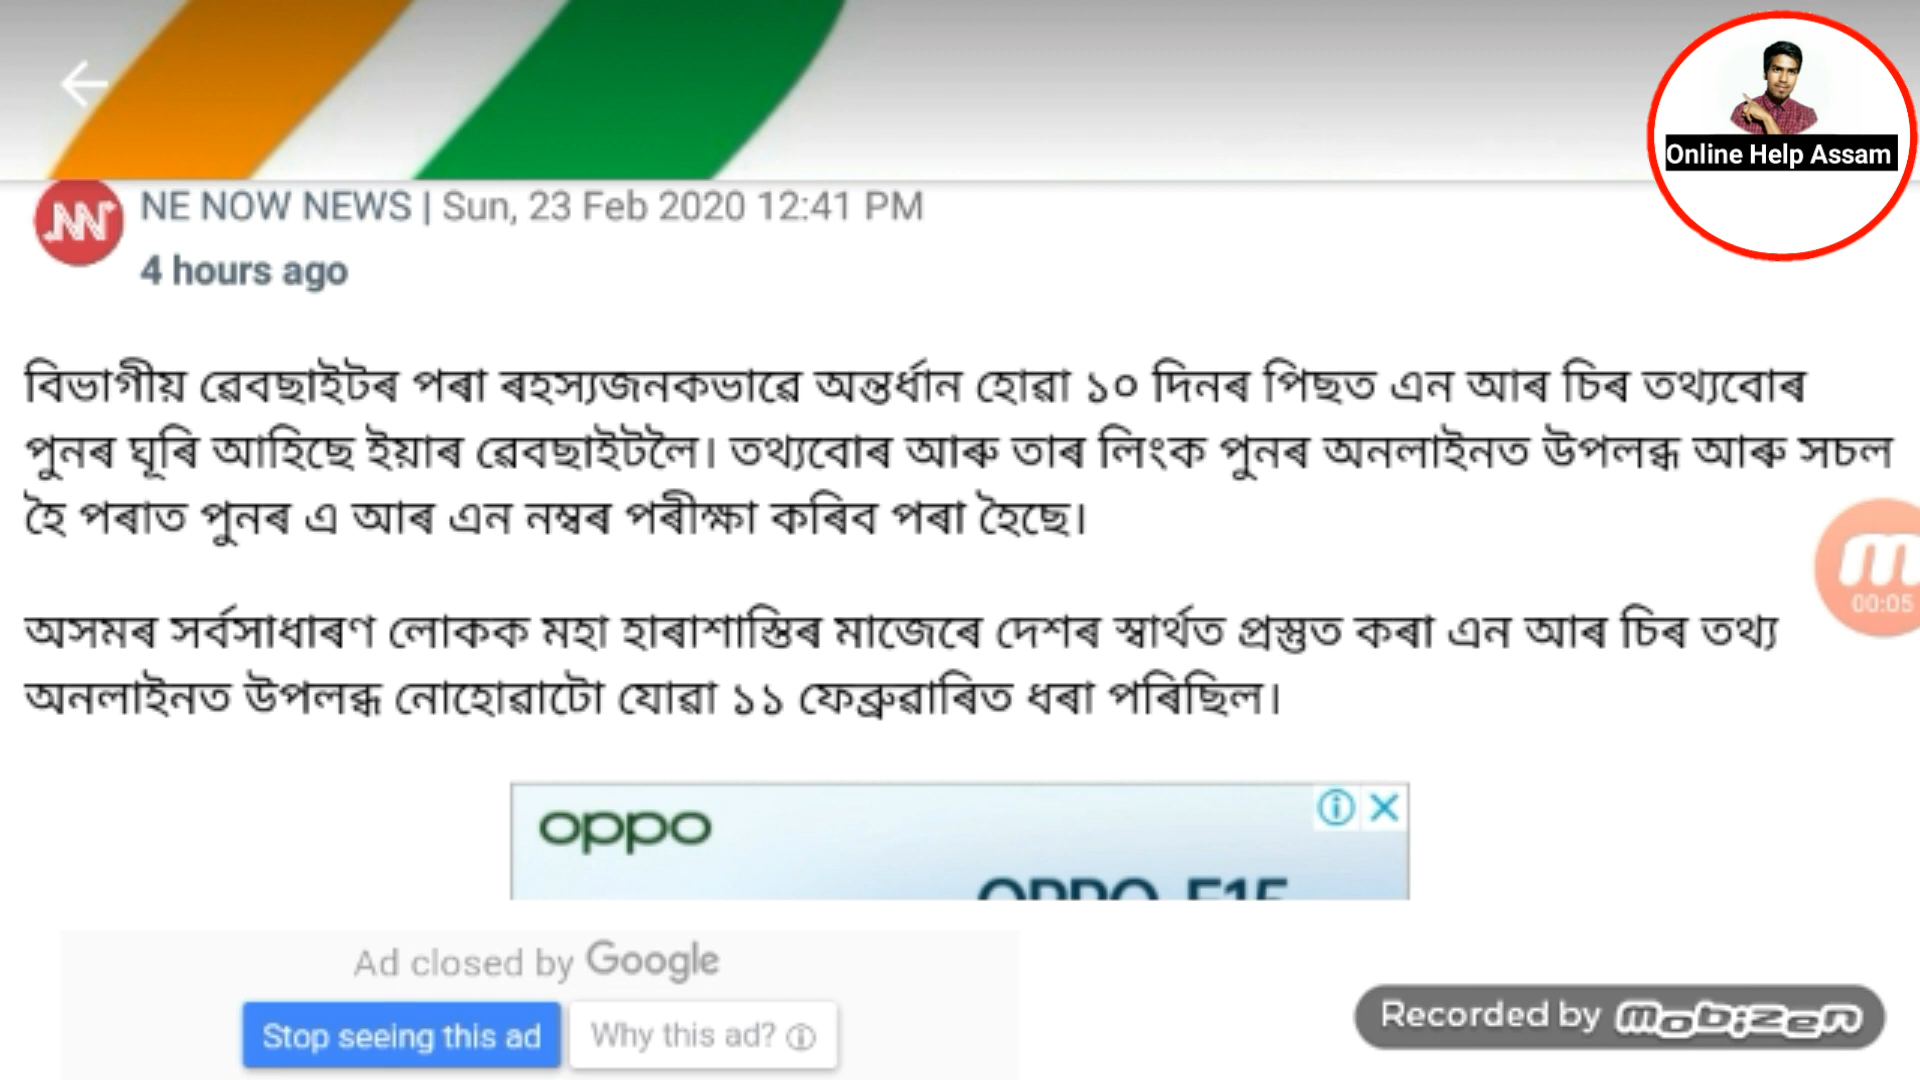 Online Help Assam
NE NOW NEWS | Sun, 23 Feb 2020 12:41 PM
4 hours ago
বিভাগীয় ৱেবছাইটৰ পৰা ৰহস্যজনকভাৱে অন্তৰ্ধান হোৱা ১০ দিনৰ পিছত এন আৰ চিৰ তথ্যবোৰ
পুনৰ ঘূৰি আহিছে ইয়াৰ ৱেবছাইটলৈ। তথ্যবোৰ আৰু তাৰ লিংক পুনৰ অনলাইনত উপলব্ধ আৰু সচল
হৈ পৰাত পুনৰ এ আৰ এন নম্বৰ পৰীক্ষা কৰিব পৰা হৈছে।
অসমৰ সৰ্বসাধাৰণ লোকক মহা হাৰাশাস্তিৰ মাজেৰে দেশৰ স্বাৰ্থত প্ৰস্তুত কৰা এন আৰ চিৰ তথ্য
অনলাইনত উপলব্ধ নোহোৱাটো যোৱা ১১ ফেব্ৰুৱাৰিত ধৰা পৰিছিল।
00:05
oppo
OPPO F15
Ad closed by Google
Stop seeing this ad
Why this ad?
Recorded by mobizen